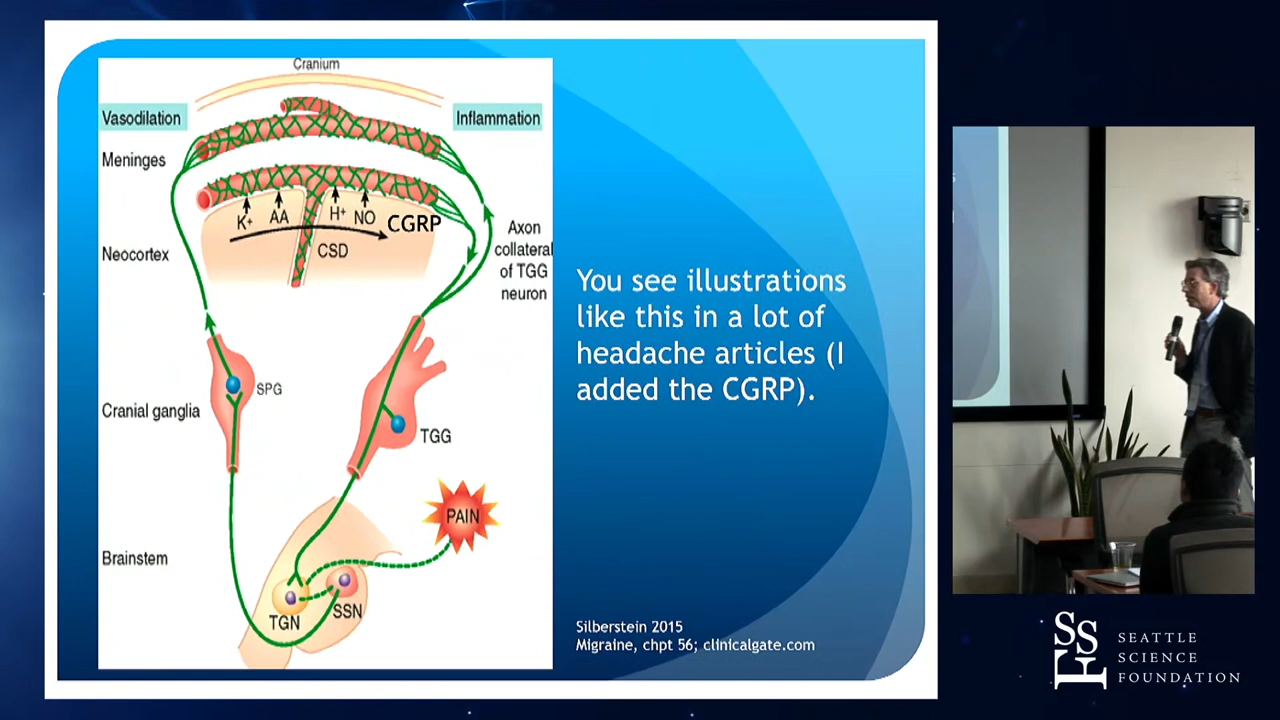 Cranium
Vasodilation
Inflammation
Meninges
K+
AA
H+
NO
CGRP
CSD
Neocortex
Axon
collateral
of TGG
neuron
SPG
Cranial ganglia
TGG
PAIN
Brainstem
TGN
SSN
You see illustrations
like this in a lot of
headache articles (I
added the CGRP).
Silberstein 2015
Migraine, chpt 56; clinicalgate.com
SSF
SEATTLE
SCIENCE
FOUNDATION